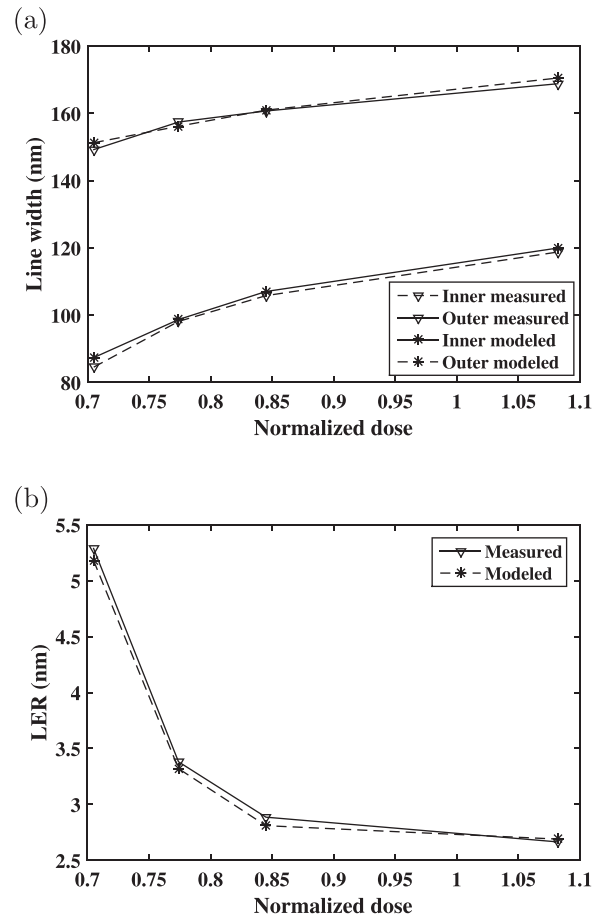 (a)
180
160
140
120
100
80
Line width (nm)
Inner measured
Outer measured
Inner modeled
Outer modeled
0.7 0.75 0.8 0.85 0.9 0.95 1 1.05 1.1
Normalized dose
(b)
5.5
5
4.5
4
3.5
3
2.5
LER (nm)
Measured
Modeled
0.7 0.75 0.8 0.85 0.9 0.95 1 1.05 1.1
Normalized dose